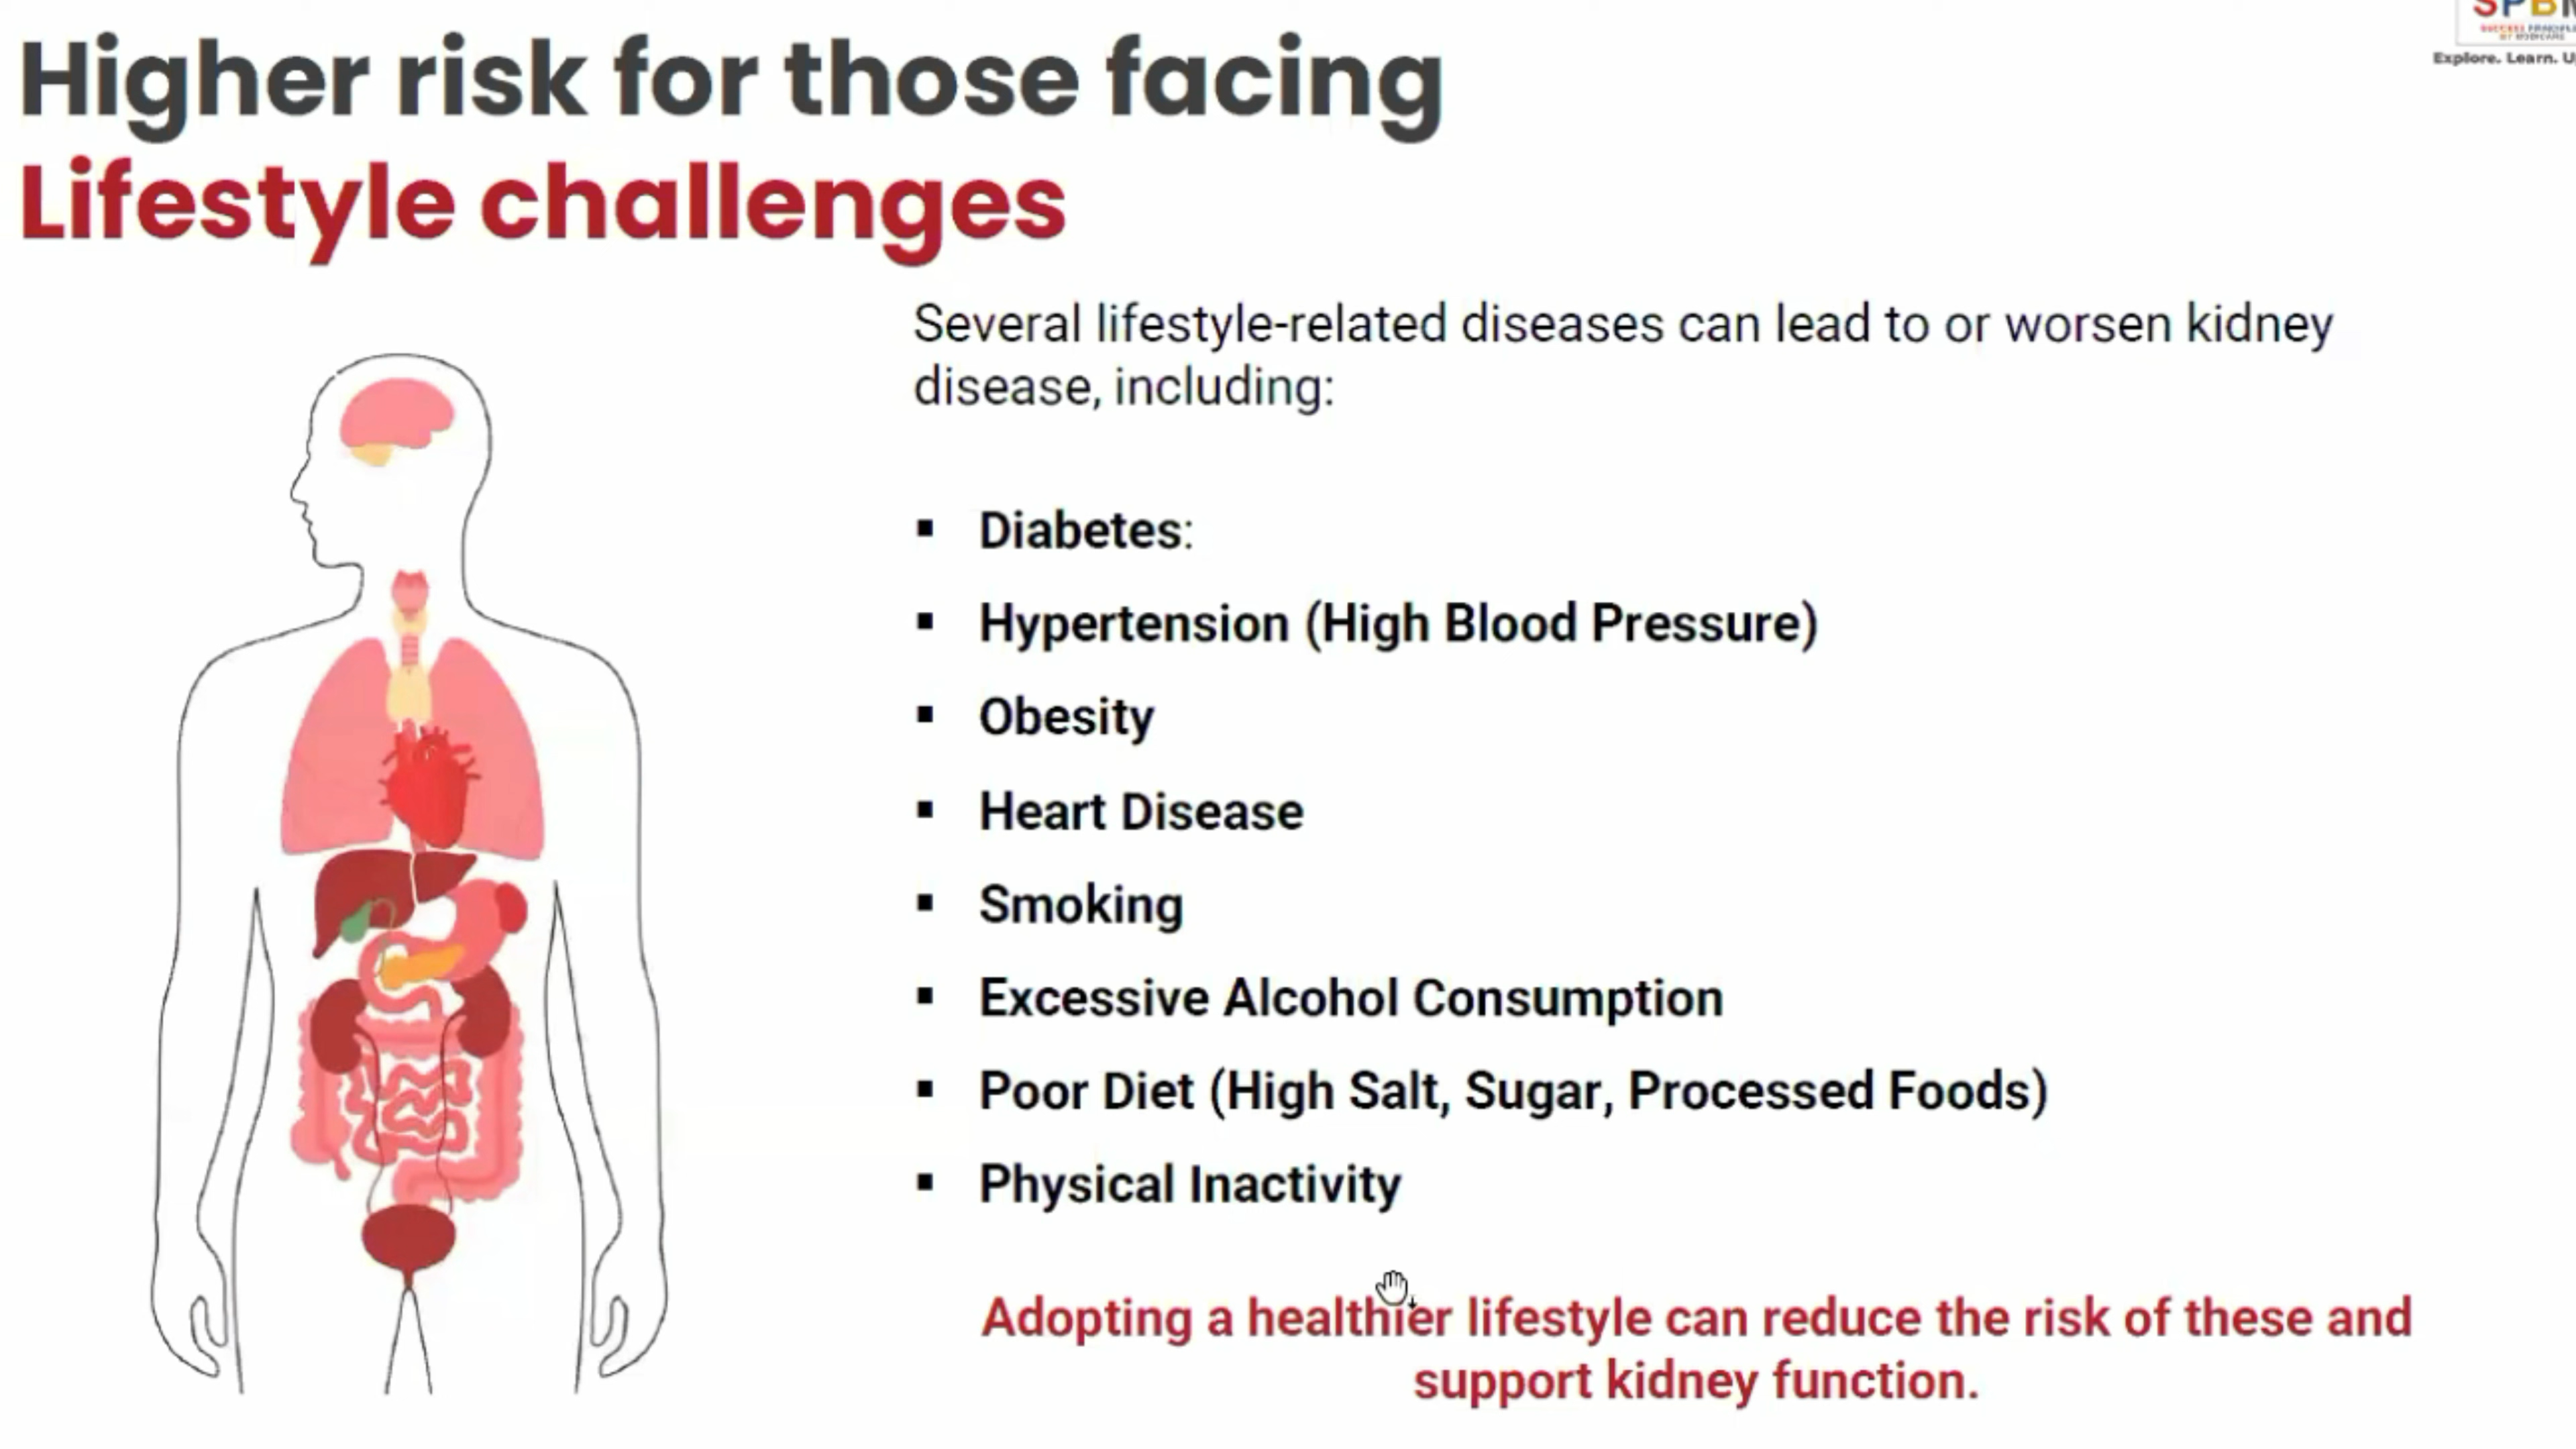 Higher risk for those facing
Lifestyle challenges
Explore. Learn.
Several lifestyle-related diseases can lead to or worsen kidney
disease, including:
▪ Diabetes:
▪ Hypertension (High Blood Pressure)
▪ Obesity
▪ Heart Disease
▪ Smoking
▪ Excessive Alcohol Consumption
▪ Poor Diet (High Salt, Sugar, Processed Foods)
▪ Physical Inactivity
Adopting a healthier lifestyle can reduce the risk of these and
support kidney function.